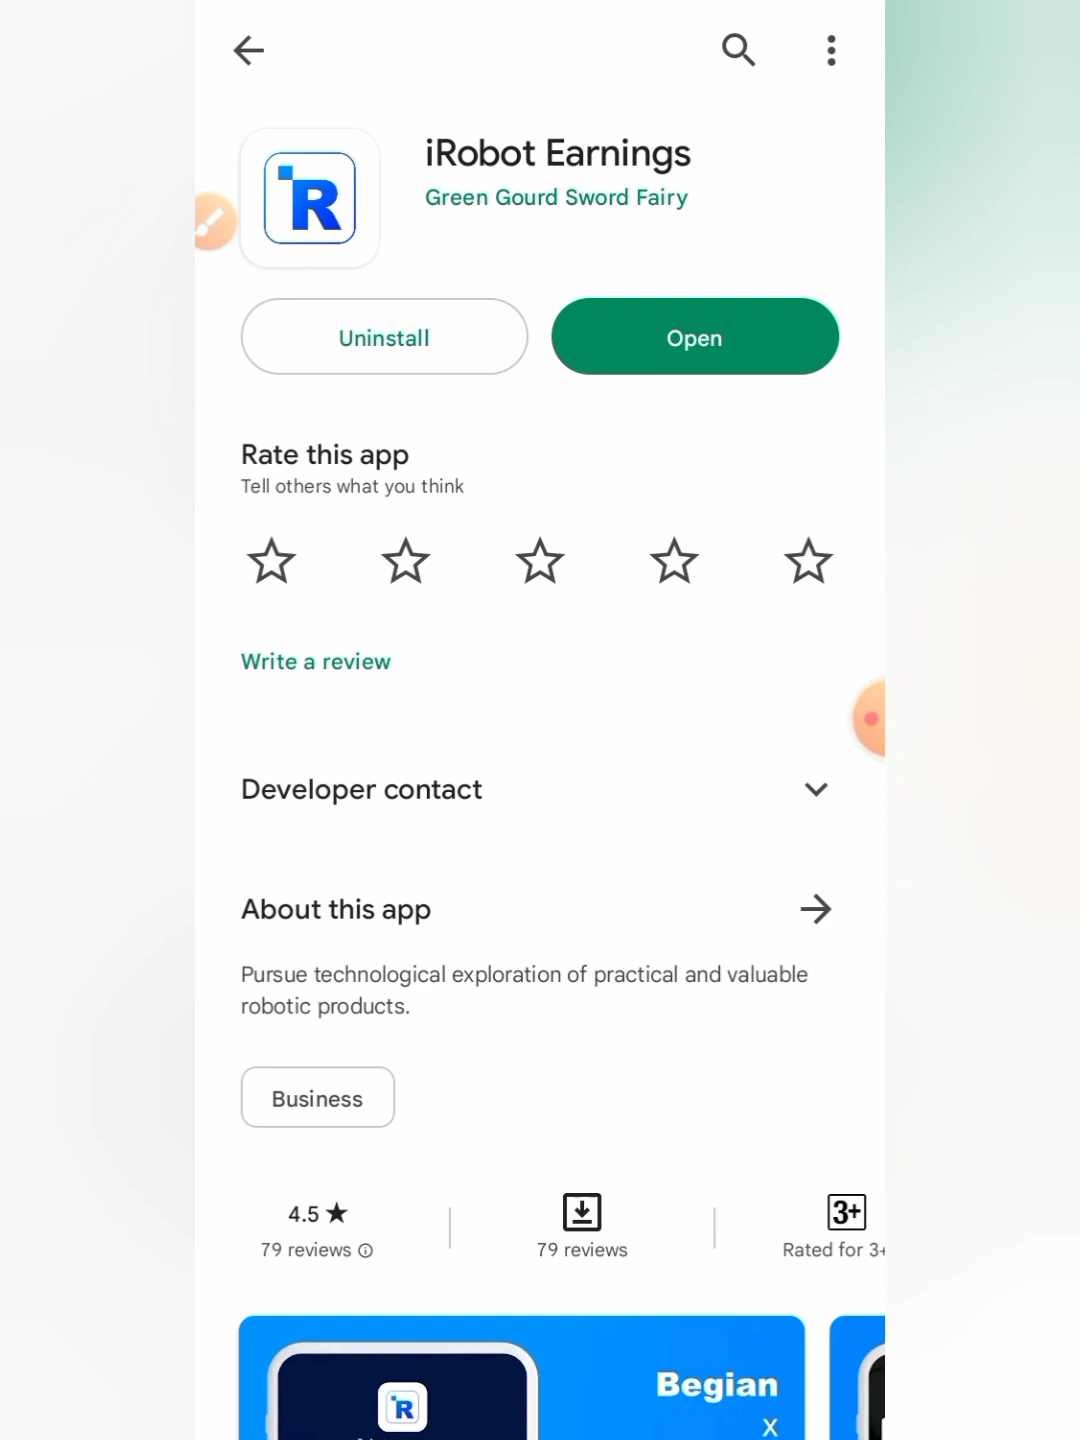 iRobot Earnings
Green Gourd Sword Fairy
R
Uninstall
Open
Rate this app
Tell others what you think
Write a review
Developer contact
About this app
Pursue technological exploration of practical and valuable
robotic products.
Business
4.5 ★
79 reviews
79 reviews
3+
Rated for 3+
Begian
X
R